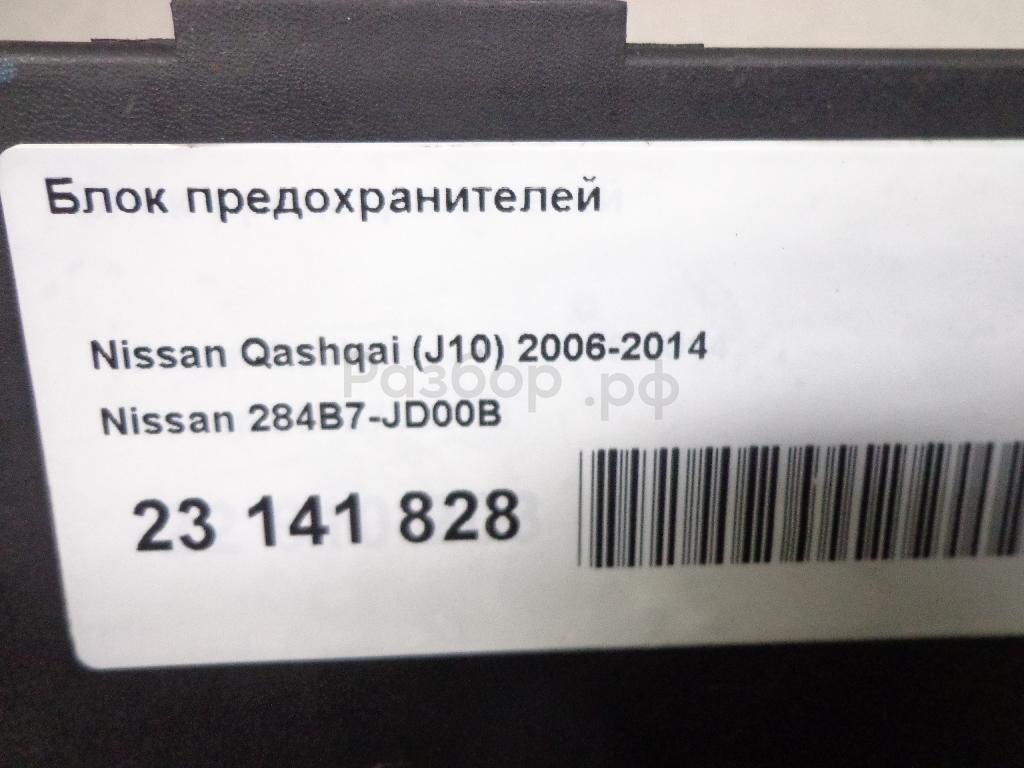 Блок предохранителей
Nissan Qashqai (J10) 2006-2014
Разбор.рф
Nissan 284B7-JD00B
23 141 828